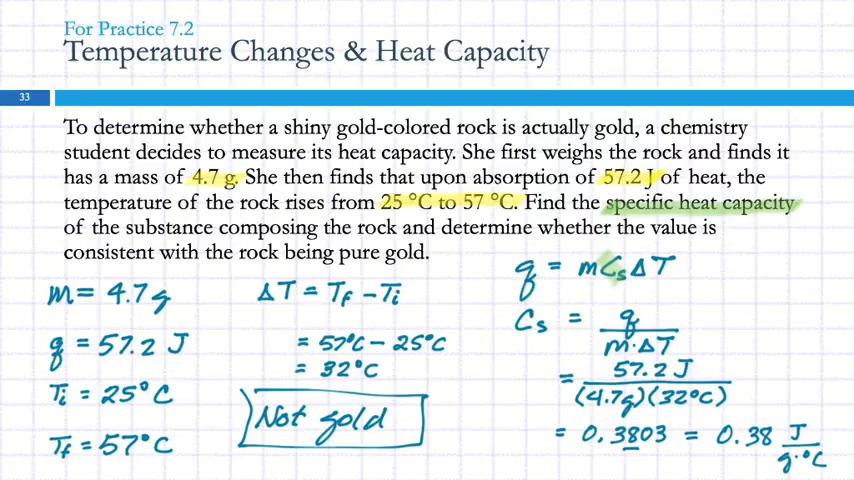 For Practice 7.2
Temperature Changes & Heat Capacity
33
To determine whether a shiny gold-colored rock is actually gold, a chemistry
student decides to measure its heat capacity. She first weighs the rock and finds it
has a mass of 4.7 g. She then finds that upon absorption of 57.2 J of heat, the
temperature of the rock rises from 25 °C to 57 °C. Find the specific heat capacity
of the substance composing the rock and determine whether the value is
consistent with the rock being pure gold.
m = 4.7g
q = 57.2 J
Ti = 25°C
Tf = 57°C
ΔT = Tf - Ti
= 57°C - 25°C
= 32°C
Not gold
q = mCsΔT
Cs = q
m·ΔT
= 57.2 J
(4.7g)(32°C)
= 0.3803 = 0.38 J
g·°C